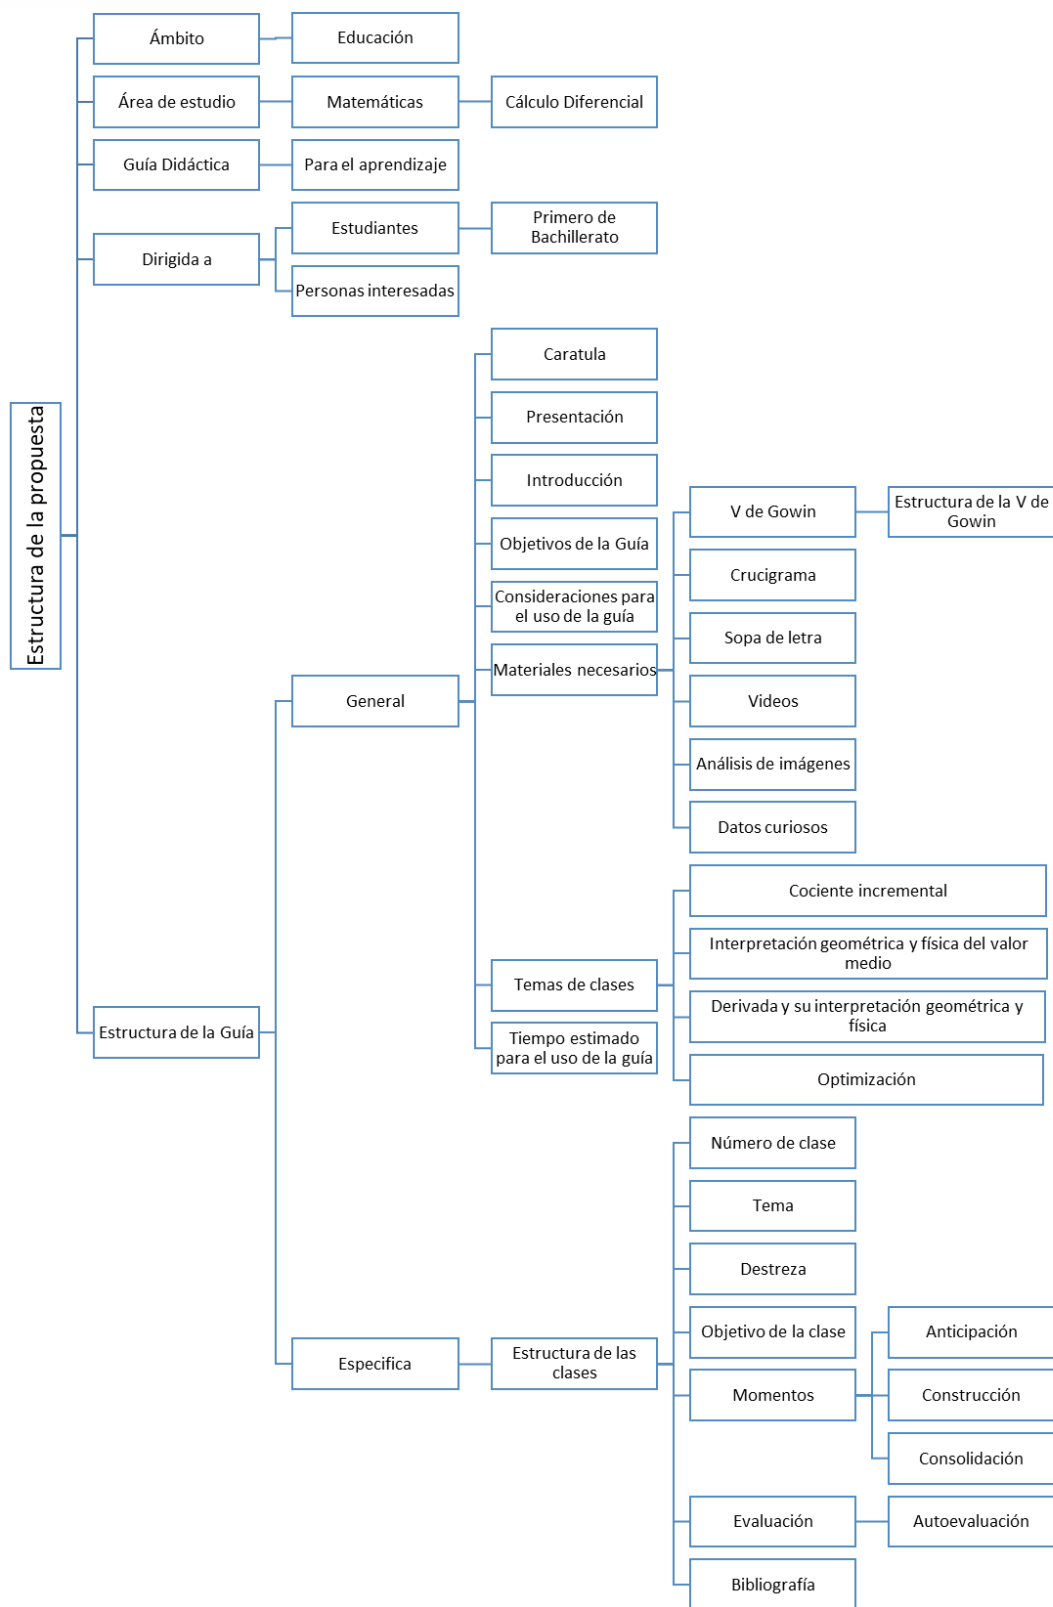 Estructura de la propuesta
Ámbito
Educación
Área de estudio
Matemáticas
Cálculo Diferencial
Guía Didáctica
Para el aprendizaje
Dirigida a
Estudiantes
Primero de
Bachillerato
Personas interesadas
Estructura de la Guía
General
Caratula
Presentación
Introducción
Objetivos de la Guía
Consideraciones para
el uso de la guía
Materiales necesarios
V de Gowin
Estructura de la V de
Gowin
Crucigrama
Sopa de letra
Videos
Análisis de imágenes
Datos curiosos
Temas de clases
Cociente incremental
Interpretación geométrica y física del valor
medio
Derivada y su interpretación geométrica y
física
Optimización
Tiempo estimado
para el uso de la guía
Especifica
Estructura de las
clases
Número de clase
Tema
Destreza
Objetivo de la clase
Momentos
Anticipación
Construcción
Consolidación
Evaluación
Autoevaluación
Bibliografía